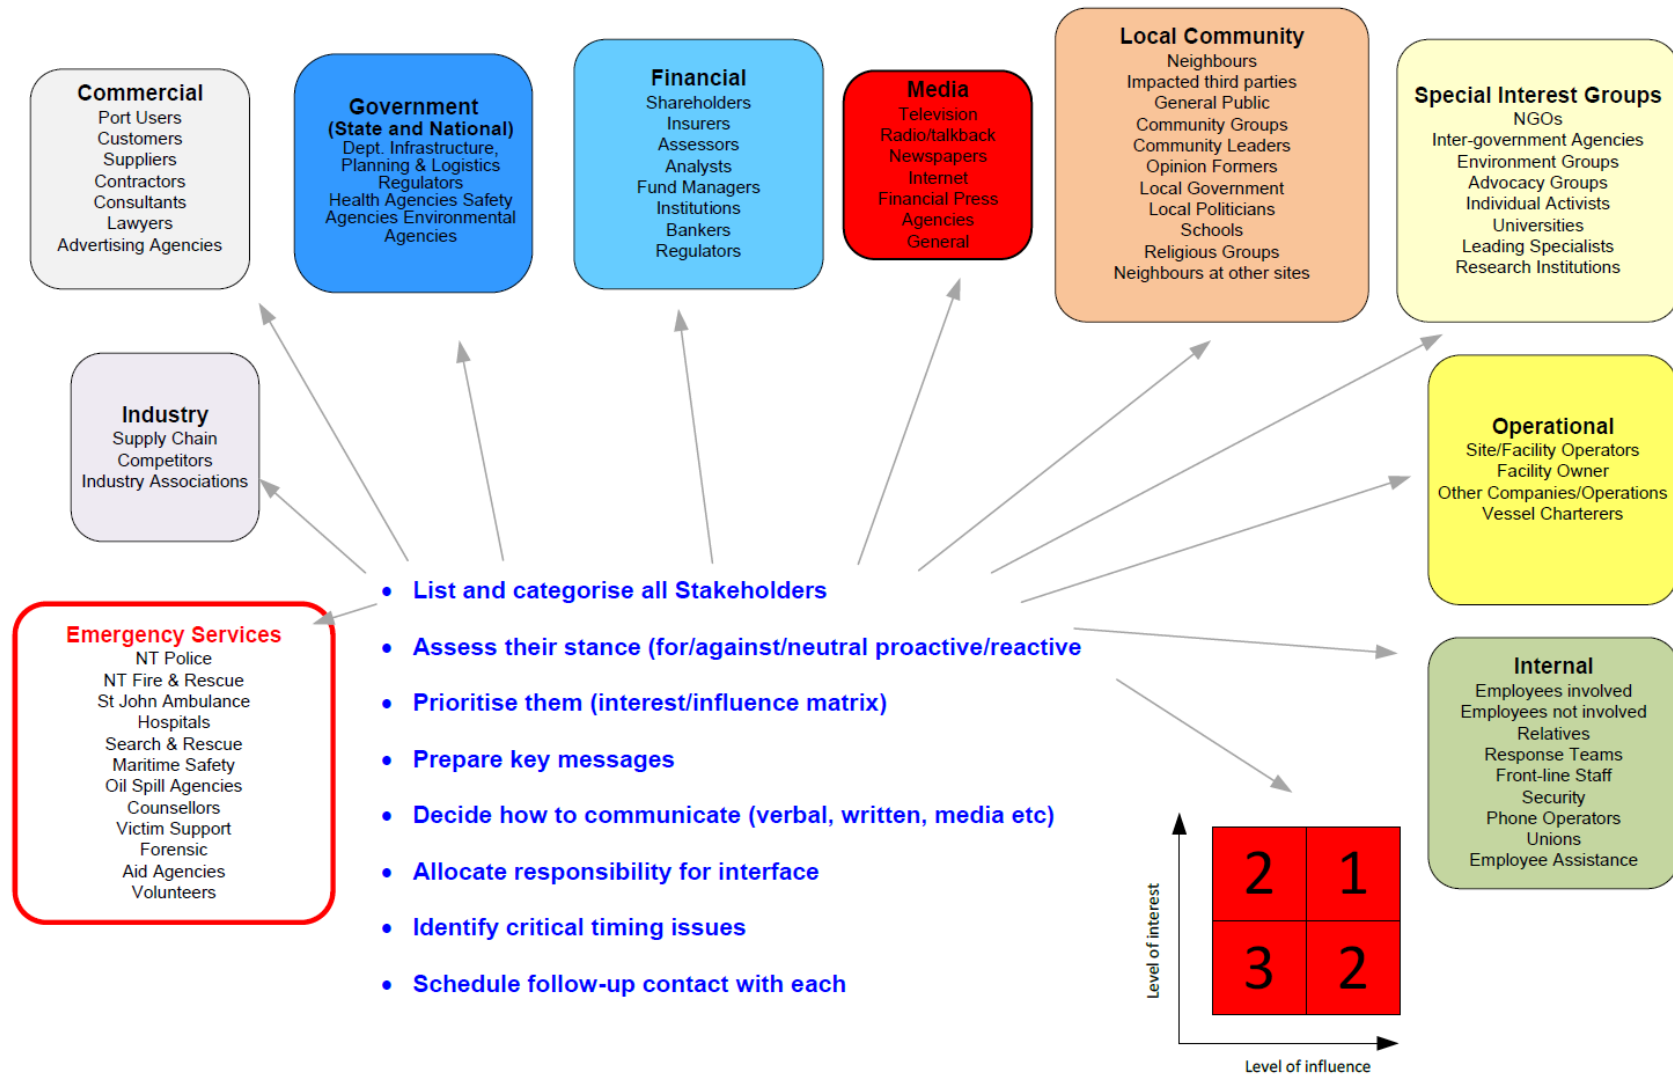 Commercial
Port Users
Customers
Suppliers
Contractors
Consultants
Lawyers
Advertising Agencies
Government
(State and National)
Dept. Infrastructure,
Planning & Logistics
Regulators
Health Agencies Safety
Agencies Environmental
Agencies
Financial
Shareholders
Insurers
Assessors
Analysts
Fund Managers
Institutions
Bankers
Regulators
Media
Television
Radio/talkback
Newspapers
Internet
Financial Press
Agencies
General
Local Community
Neighbours
Impacted third parties
General Public
Community Groups
Community Leaders
Opinion Formers
Local Government
Local Politicians
Schools
Religious Groups
Neighbours at other sites
Special Interest Groups
NGOs
Inter-government Agencies
Environment Groups
Advocacy Groups
Individual Activists
Universities
Leading Specialists
Research Institutions
Industry
Supply Chain
Competitors
Industry Associations
Operational
Site/Facility Operators
Facility Owner
Other Companies/Operations
Vessel Charterers
Emergency Services
NT Police
NT Fire & Rescue
St John Ambulance
Hospitals
Search & Rescue
Maritime Safety
Oil Spill Agencies
Counsellors
Victim Support
Forensic
Aid Agencies
Volunteers
• List and categorise all Stakeholders
• Assess their stance (for/against/neutral proactive/reactive
• Prioritise them (interest/influence matrix)
• Prepare key messages
• Decide how to communicate (verbal, written, media etc)
• Allocate responsibility for interface
• Identify critical timing issues
• Schedule follow-up contact with each
Internal
Employees involved
Employees not involved
Relatives
Response Teams
Front-line Staff
Security
Phone Operators
Unions
Employee Assistance
Level of interest
2 1
3 2
Level of influence